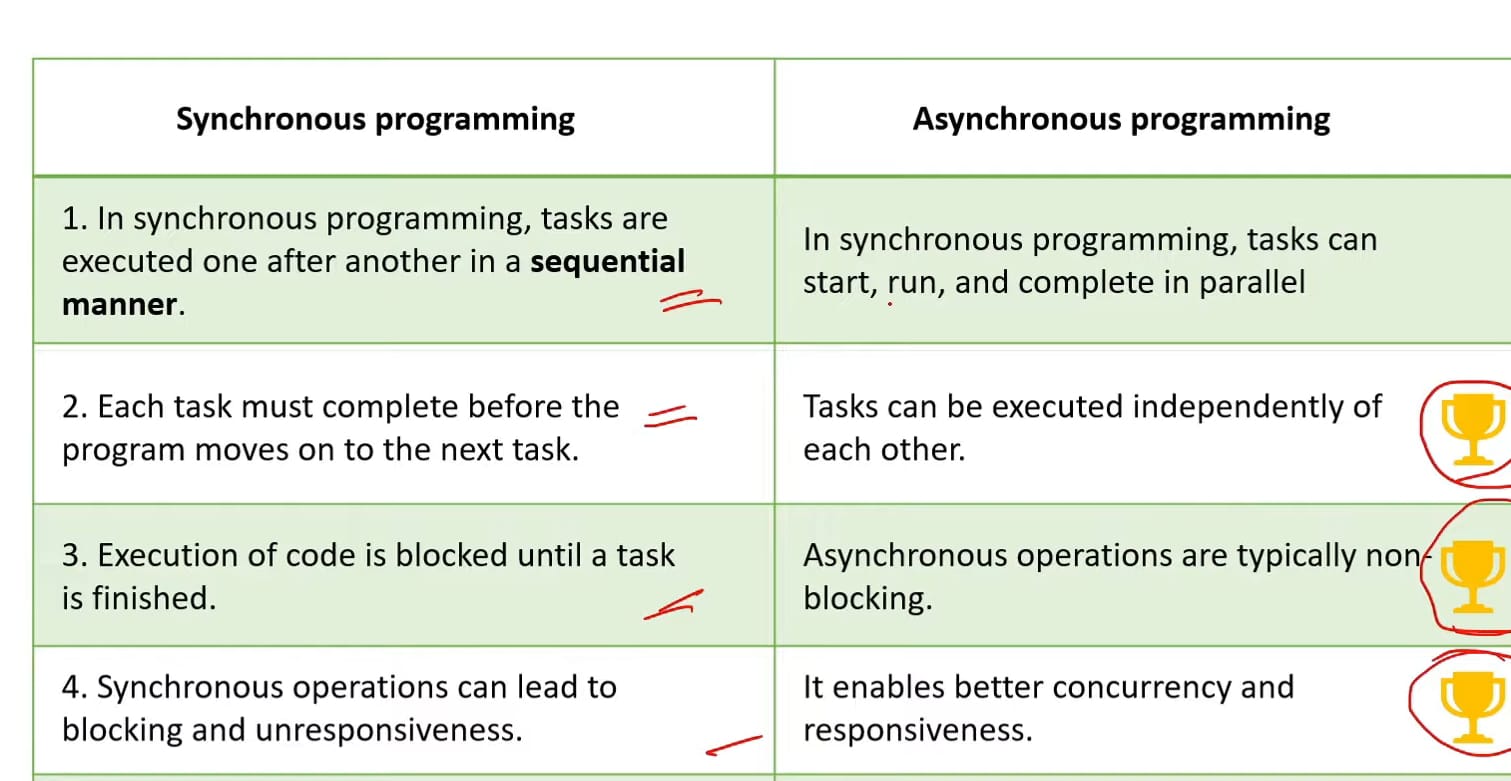 Synchronous programming
Asynchronous programming
1. In synchronous programming, tasks are
executed one after another in a sequential
manner.
In synchronous programming, tasks can
start, run, and complete in parallel
2. Each task must complete before the
program moves on to the next task.
Tasks can be executed independently of
each other.
3. Execution of code is blocked until a task
is finished.
Asynchronous operations are typically non-
blocking.
4. Synchronous operations can lead to
blocking and unresponsiveness.
It enables better concurrency and
responsiveness.